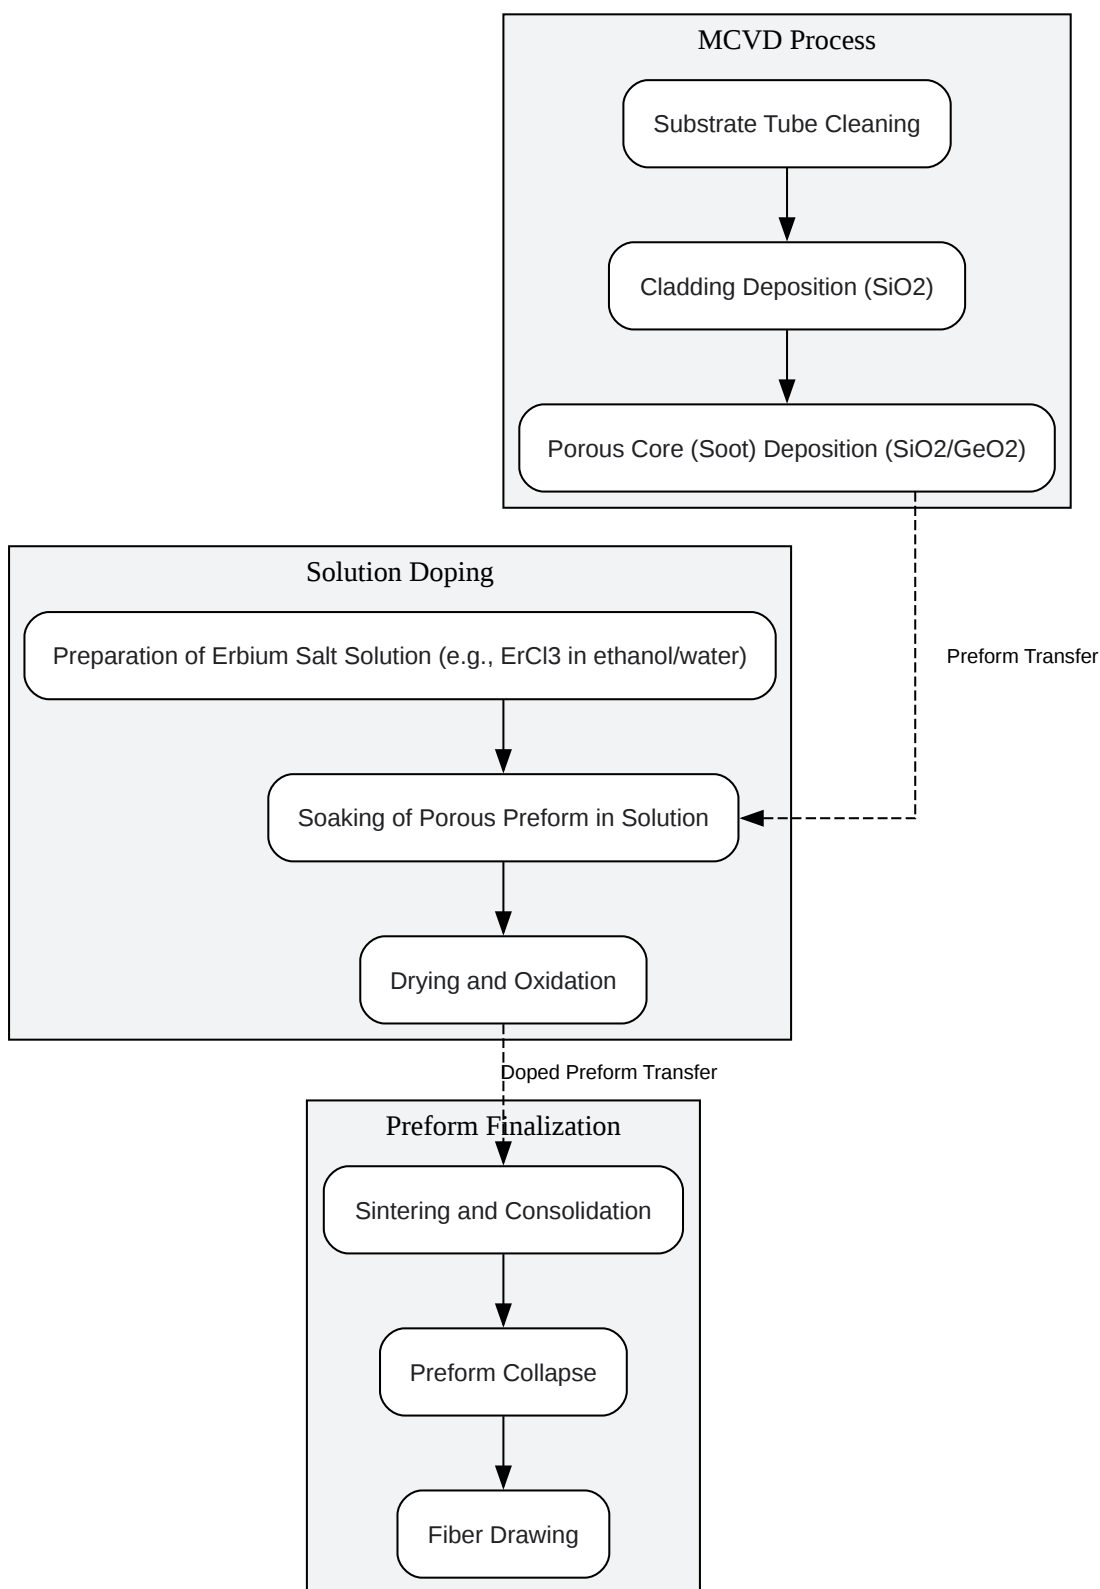 MCVD Process
Substrate Tube Cleaning
Cladding Deposition (SiO2)
Porous Core (Soot) Deposition (SiO2/GeO2)
Solution Doping
Preparation of Erbium Salt Solution (e.g., ErCl3 in ethanol/water)
Preform Transfer
Soaking of Porous Preform in Solution
Drying and Oxidation
Doped Preform Transfer
Preform Finalization
Sintering and Consolidation
Preform Collapse
Fiber Drawing